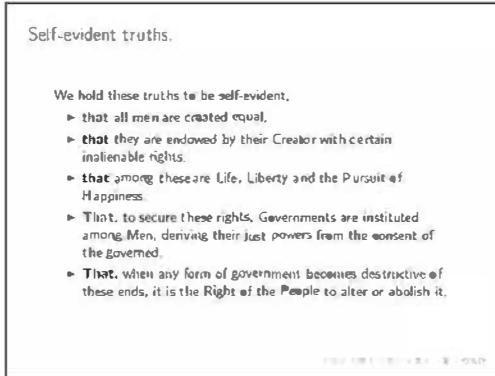 Self-evident truths.
We hold these truths to be self-evident,
▶ that all men are created equal,
▶ that they are endowed by their Creator with certain
inalienable rights.
▶ that among these are Life, Liberty and the Pursuit of
Happiness
▶ That, to secure these rights, Governments are instituted
among Men, deriving their just powers from the consent of
the governed.
▶ That, when any form of government becomes destructive of
these ends, it is the Right of the People to alter or abolish it.